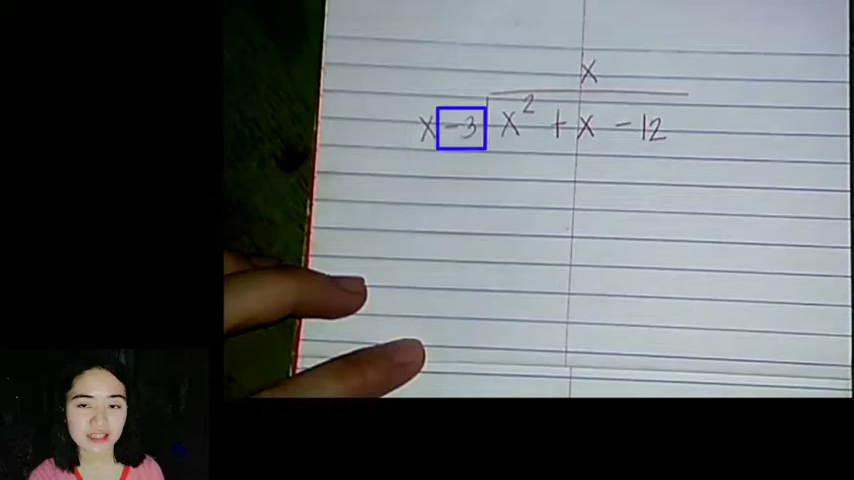 x
x - 3 x² + x - 12